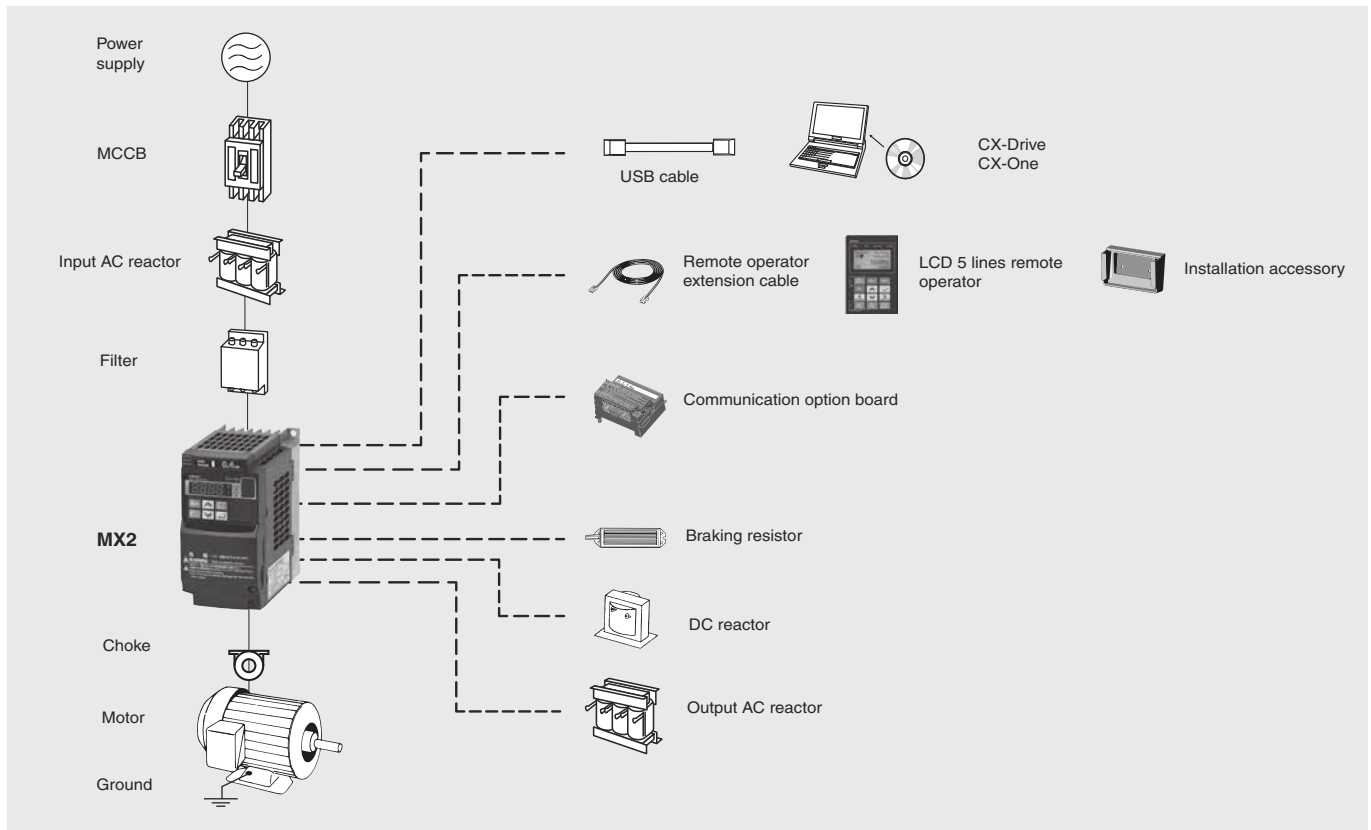 Power
supply
MCCB
Input AC reactor
Filter
MX2
Choke
Motor
Ground
USB cable
CX-Drive
CX-One
Remote operator
extension cable
LCD 5 lines remote
operator
Installation accessory
Communication option board
Braking resistor
DC reactor
Output AC reactor